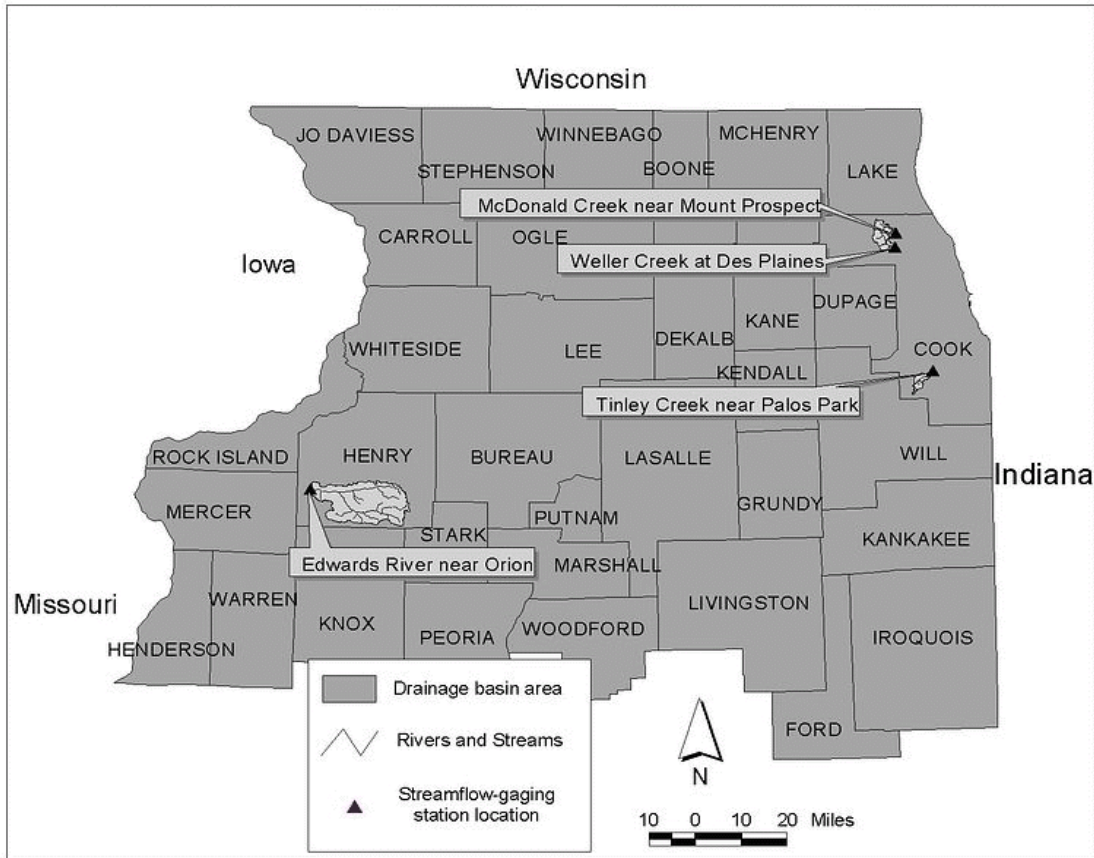 Wisconsin
JO DAVIESS
STEPHENSON
WINNEBAGO
BOONE
MCHENRY
LAKE
McDonald Creek near Mount Prospect
CARROLL
OGLE
Iowa
Weller Creek at Des Plaines
DUPAGE
KANE
DEKALB
WHITESIDE
LEE
COOK
KENDALL
Tinley Creek near Palos Park
ROCK ISLAND
HENRY
BUREAU
LASALLE
WILL
Indiana
MERCER
GRUNDY
PUTNAM
STARK
KANKAKEE
Edwards River near Orion
MARSHALL
Missouri
WARREN
LIVINGSTON
KNOX
PEORIA
WOODFORD
IROQUOIS
HENDERSON
Drainage basin area
Rivers and Streams
Streamflow-gaging
station location
FORD
N
10 0 10 20 Miles